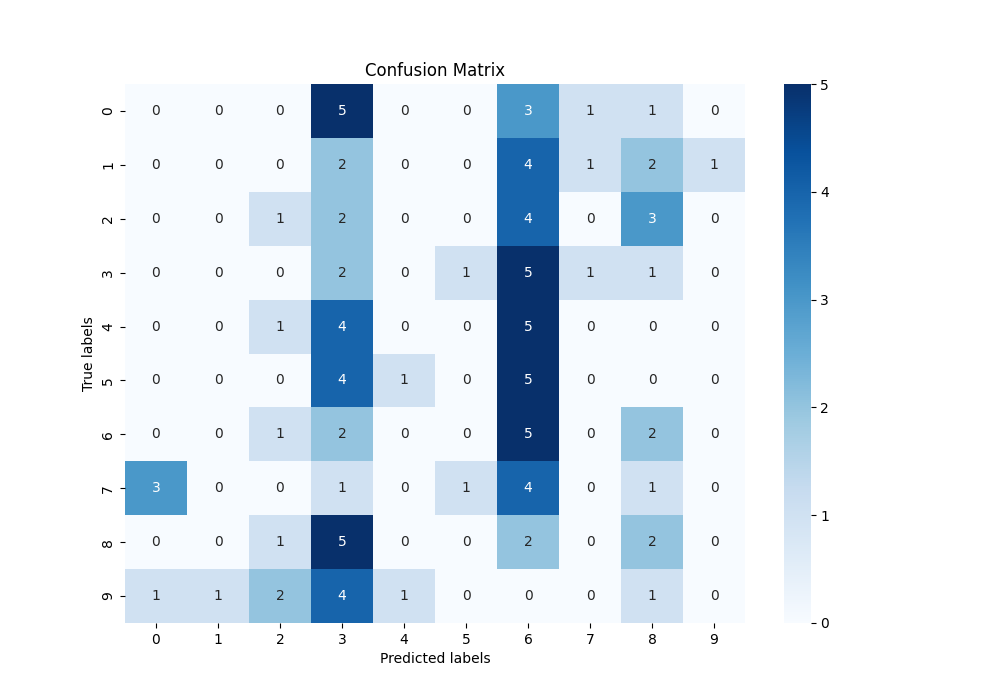 Confusion Matrix
True labels
0 0 0 0 5 0 0 3 1 1 0
1 0 0 0 2 0 0 4 1 2 1
2 0 0 1 2 0 0 4 0 3 0
3 0 0 0 2 0 1 5 1 1 0
4 0 0 1 4 0 0 5 0 0 0
5 0 0 0 4 1 0 5 0 0 0
6 0 0 1 2 0 0 5 0 2 0
7 3 0 0 1 0 1 4 0 1 0
8 0 0 1 5 0 0 2 0 2 0
9 1 1 2 4 1 0 0 0 1 0
0 1 2 3 4 5 6 7 8 9
Predicted labels
5
4
3
2
1
0